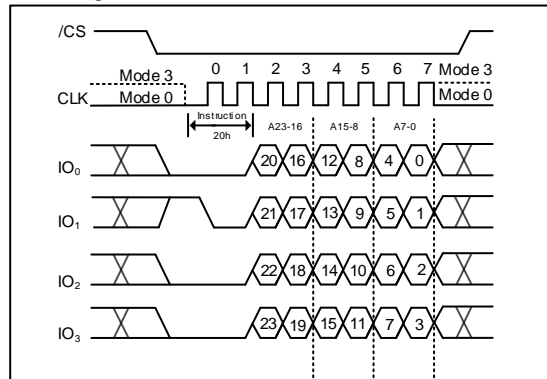 /CS
0 1 2 3 4 5 6 7
Mode 3 Mode 3
CLK Mode 0 Mode 0
Instruction A23-16 A15-8 A7-0
20h
IO0 20 16 12 8 4 0
IO1 21 17 13 9 5 1
IO2 22 18 14 10 6 2
IO3 23 19 15 11 7 3